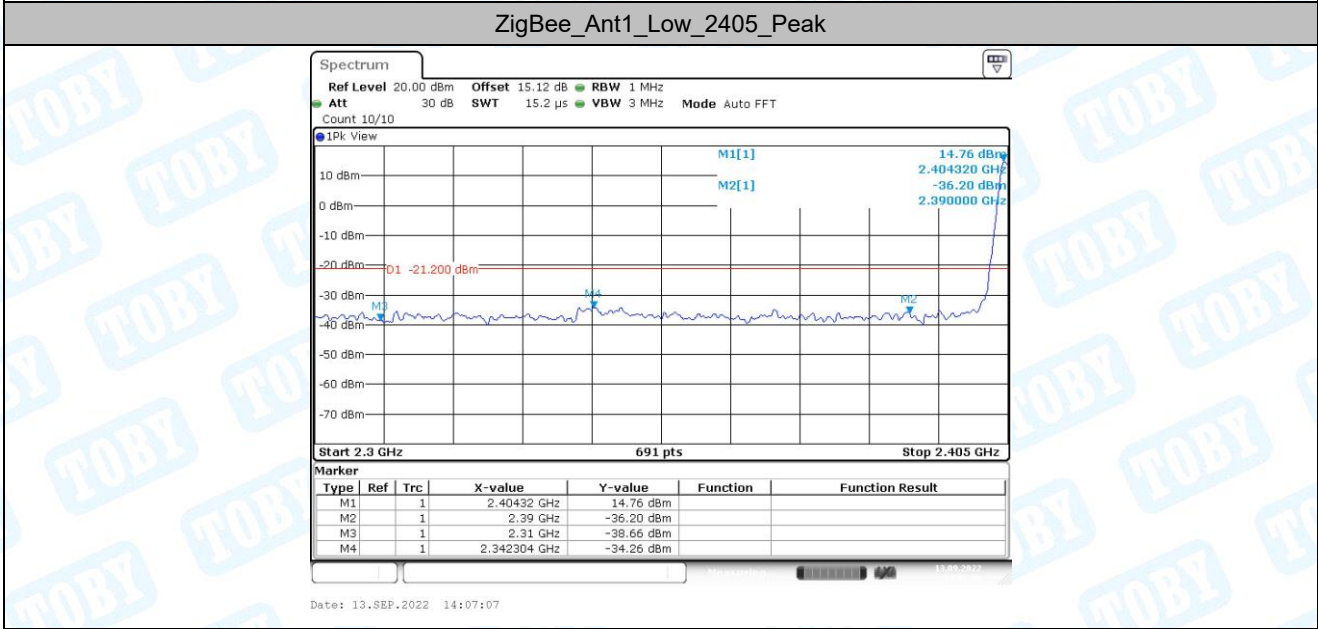 ZigBee_Ant1_Low_2405_Peak
Spectrum
Ref Level 20.00 dBm Offset 15.12 dB RBW 1 MHz
Att 30 dB SWT 15.2 µs VBW 3 MHz Mode Auto FFT
Count 10/10
1Pk View
M1[1] 14.76 dBm
2.404320 GHz
M2[1] -36.20 dBm
2.390000 GHz
10 dBm
0 dBm
-10 dBm
-20 dBm
D1 -21.200 dBm
-30 dBm
M3 M4 M2
-40 dBm
-50 dBm
-60 dBm
-70 dBm
Start 2.3 GHz 691 pts Stop 2.405 GHz
Marker
Type Ref Trc X-value Y-value Function Function Result
M1 1 2.40432 GHz 14.76 dBm
M2 1 2.39 GHz -36.20 dBm
M3 1 2.31 GHz -38.66 dBm
M4 1 2.342304 GHz -34.26 dBm
13.09.2022
Date: 13.SEP.2022 14:07:07
TOBY